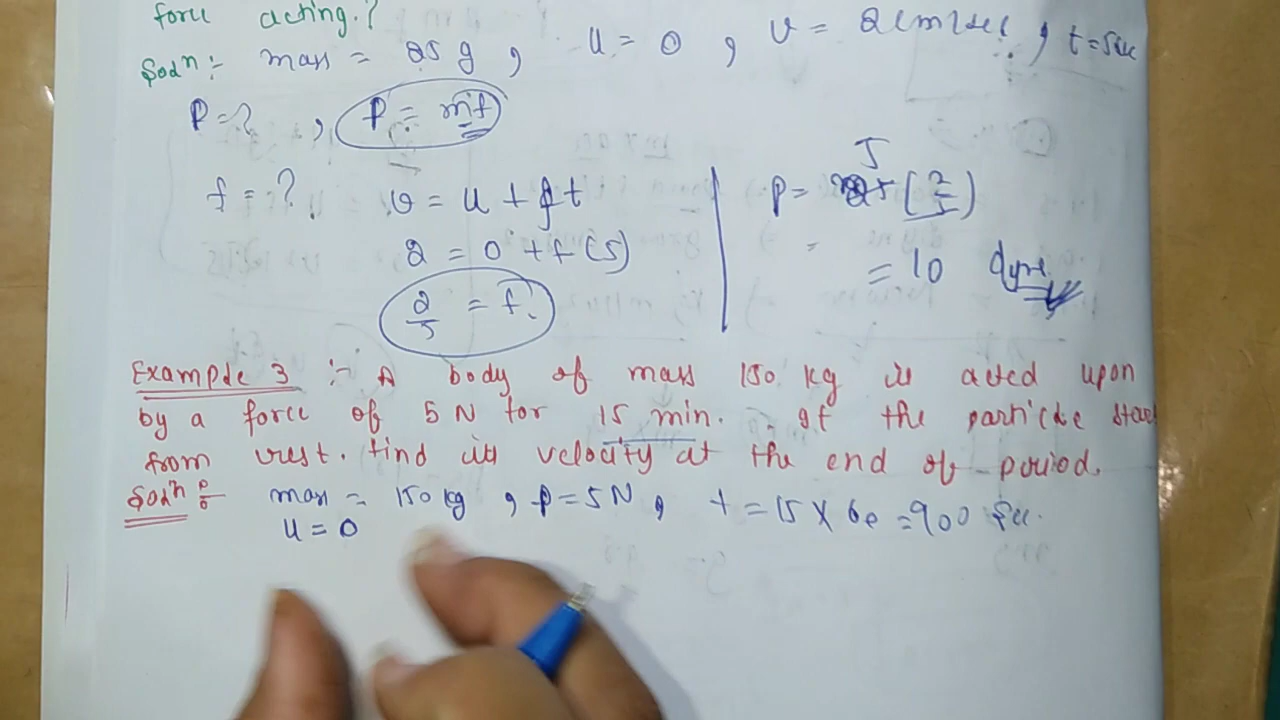 force acting.?
Solⁿ :- mass = 25 g , u = 0 , v = 2 cm/sec , t = 5 sec
P = ? , P = mf
f = ? v = u + ft
2 = 0 + f (5)
2/5 = f.
P = 25 (2/5) 5
= 10 dyne
Example 3 :- A body of mass 150 kg is acted upon
by a force of 5 N for 15 min. If the particle start
from rest. find its velocity at the end of period.
Solⁿ :- mass = 150 kg , P = 5 N , t = 15 × 60 = 900 sec.
u = 0